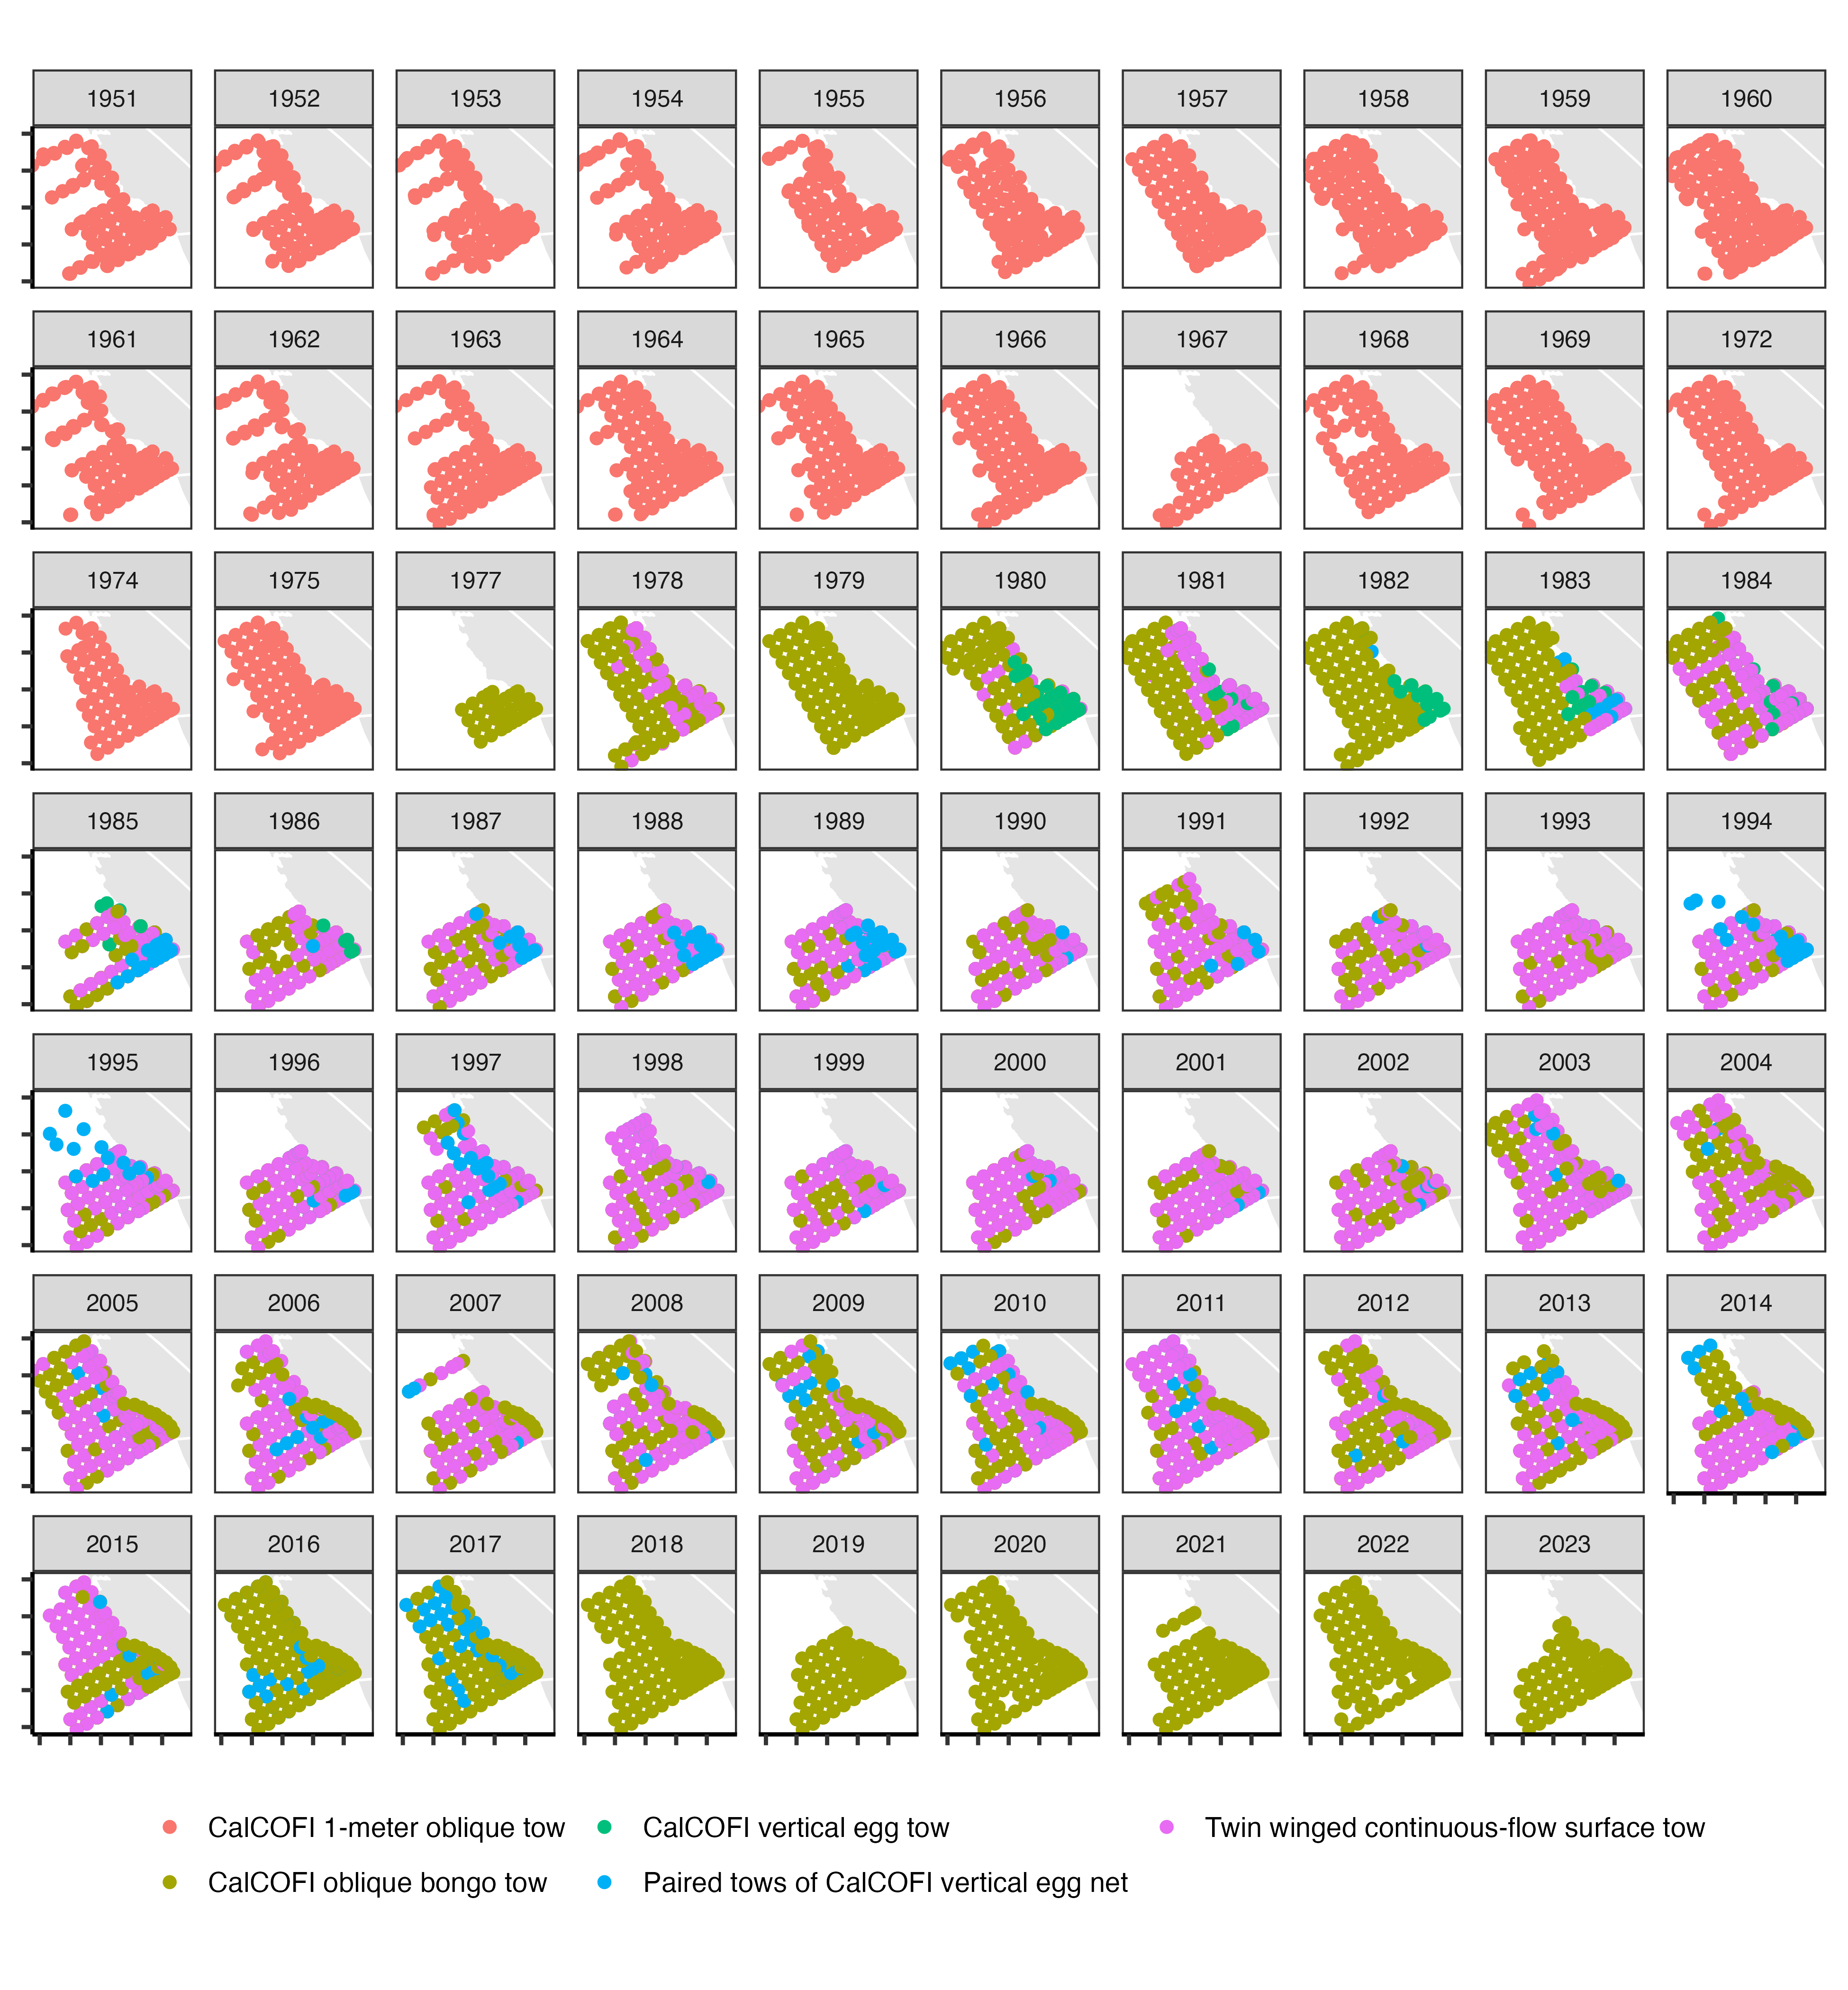 1951 1952 1953 1954 1955 1956 1957 1958 1959 1960
1961 1962 1963 1964 1965 1966 1967 1968 1969 1972
1974 1975 1977 1978 1979 1980 1981 1982 1983 1984
1985 1986 1987 1988 1989 1990 1991 1992 1993 1994
1995 1996 1997 1998 1999 2000 2001 2002 2003 2004
2005 2006 2007 2008 2009 2010 2011 2012 2013 2014
2015 2016 2017 2018 2019 2020 2021 2022 2023
CalCOFI 1-meter oblique tow CalCOFI vertical egg tow Twin winged continuous-flow surface tow
CalCOFI oblique bongo tow Paired tows of CalCOFI vertical egg net